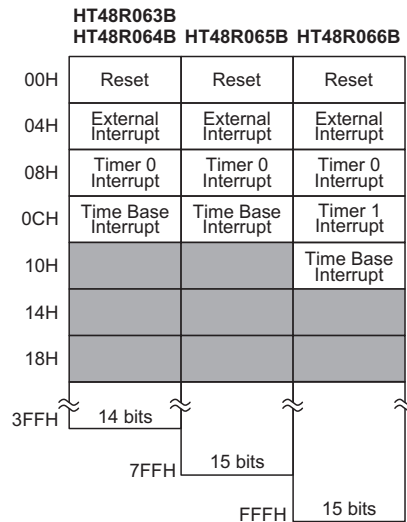 HT48R063B
HT48R064B HT48R065B HT48R066B
00H Reset Reset Reset
04H External External External
Interrupt Interrupt Interrupt
08H Timer 0 Timer 0 Timer 0
Interrupt Interrupt Interrupt
0CH Time Base Time Base Timer 1
Interrupt Interrupt Interrupt
10H Time Base
Interrupt
14H
18H
3FFH 14 bits
7FFH 15 bits
FFFH 15 bits